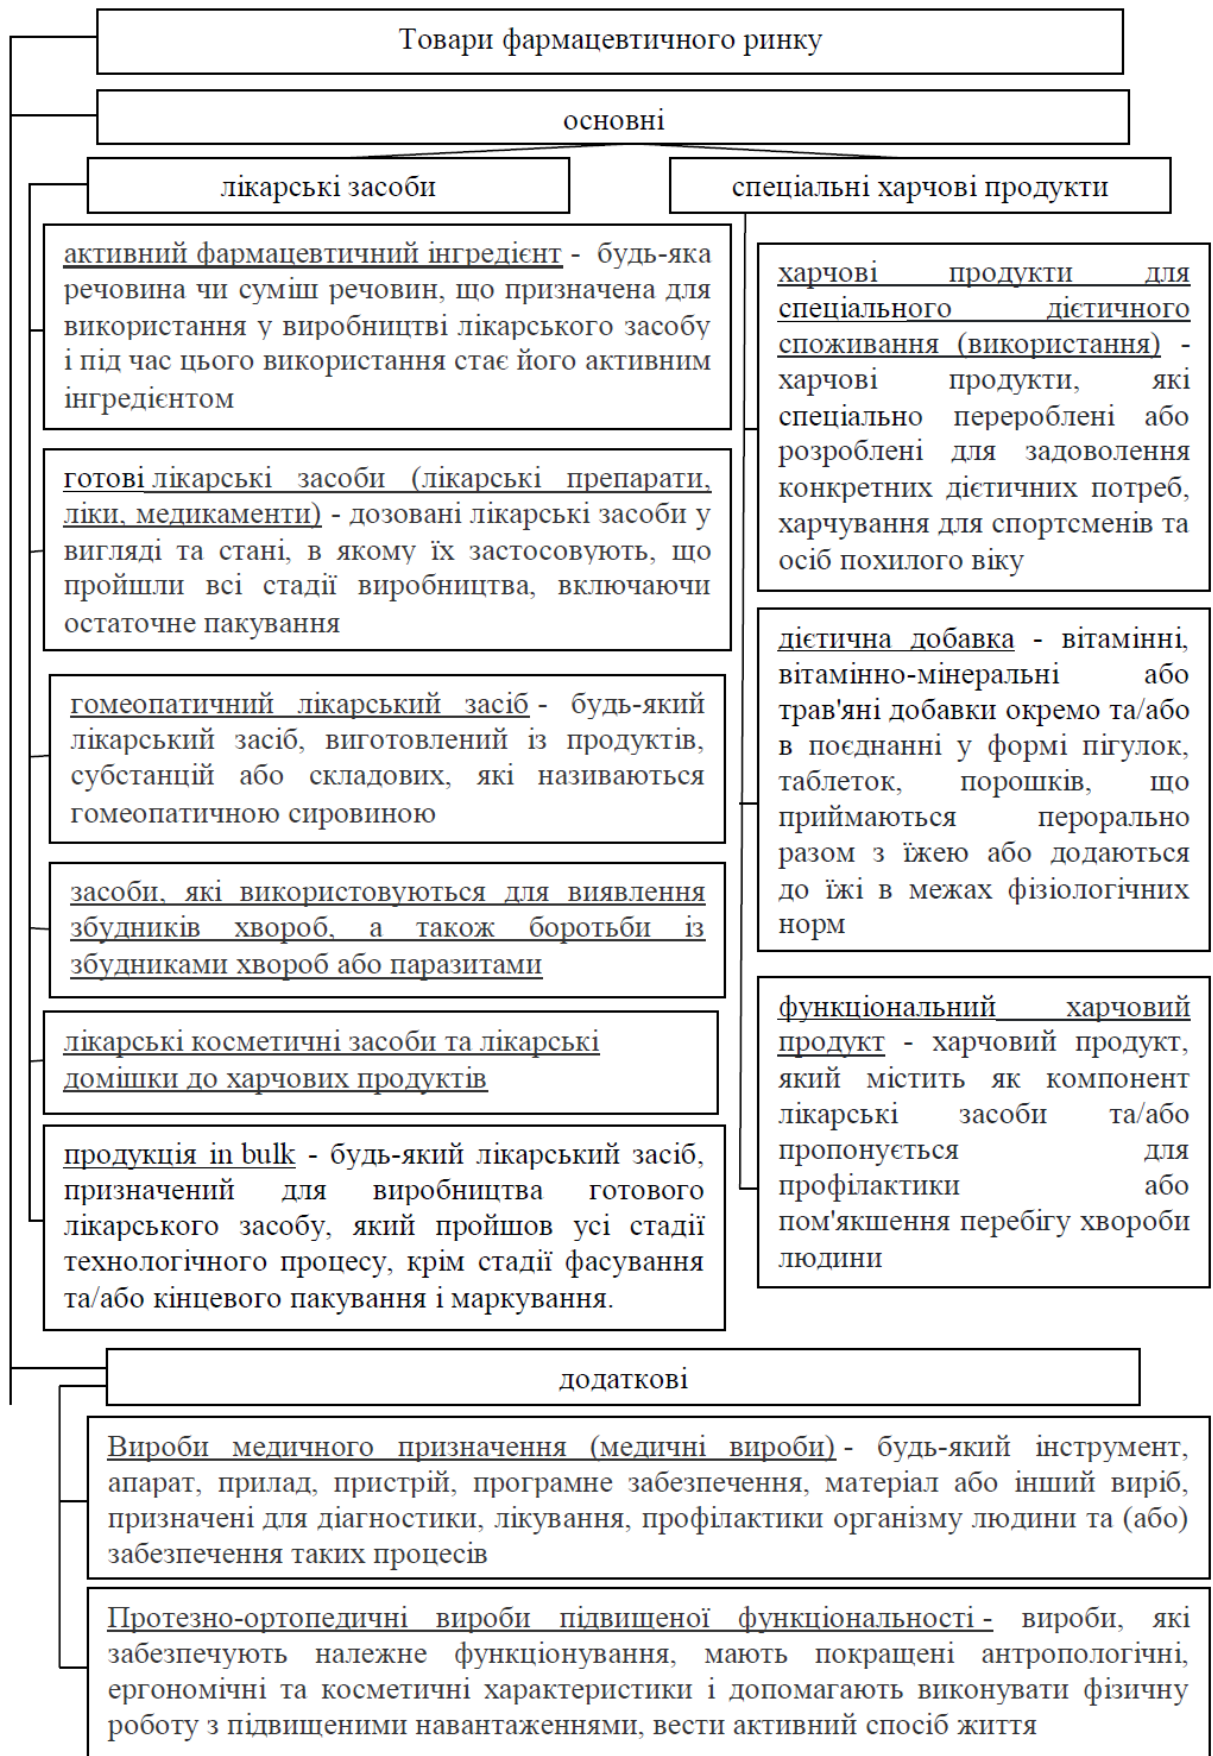 Товари фармацевтичного ринку
основні
лікарські засоби
активний фармацевтичний інгредієнт - будь-яка
речовина чи суміш речовин, що призначена для
використання у виробництві лікарського засобу
і під час цього використання стає його активним
інгредієнтом
готові лікарські засоби (лікарські препарати,
ліки, медикаменти) - дозовані лікарські засоби у
вигляді та стані, в якому їх застосовують, що
пройшли всі стадії виробництва, включаючи
остаточне пакування
гомеопатичний лікарський засіб - будь-який
лікарський засіб, виготовлений із продуктів,
субстанцій або складових, які називаються
гомеопатичною сировиною
засоби, які використовуються для виявлення
збудників хвороб, а також боротьби із
збудниками хвороб або паразитами
лікарські косметичні засоби та лікарські
домішки до харчових продуктів
продукція in bulk - будь-який лікарський засіб,
призначений для виробництва готового
лікарського засобу, який пройшов усі стадії
технологічного процесу, крім стадії фасування
та/або кінцевого пакування і маркування.
спеціальні харчові продукти
харчові продукти для
спеціального дієтичного
споживання (використання) -
харчові продукти, які
спеціально перероблені або
розроблені для задоволення
конкретних дієтичних потреб,
харчування для спортсменів та
осіб похилого віку
дієтична добавка - вітамінні,
вітамінно-мінеральні або
трав'яні добавки окремо та/або
в поєднанні у формі пігулок,
таблеток, порошків, що
приймаються перорально
разом з їжею або додаються
до їжі в межах фізіологічних
норм
функціональний харчовий
продукт - харчовий продукт,
який містить як компонент
лікарські засоби та/або
пропонується для
профілактики або
пом'якшення перебігу хвороби
людини
додаткові
Вироби медичного призначення (медичні вироби) - будь-який інструмент,
апарат, прилад, пристрій, програмне забезпечення, матеріал або інший виріб,
призначені для діагностики, лікування, профілактики організму людини та (або)
забезпечення таких процесів
Протезно-ортопедичні вироби підвищеної функціональності - вироби, які
забезпечують належне функціонування, мають покращені антропологічні,
ергономічні та косметичні характеристики і допомагають виконувати фізичну
роботу з підвищеними навантаженнями, вести активний спосіб життя